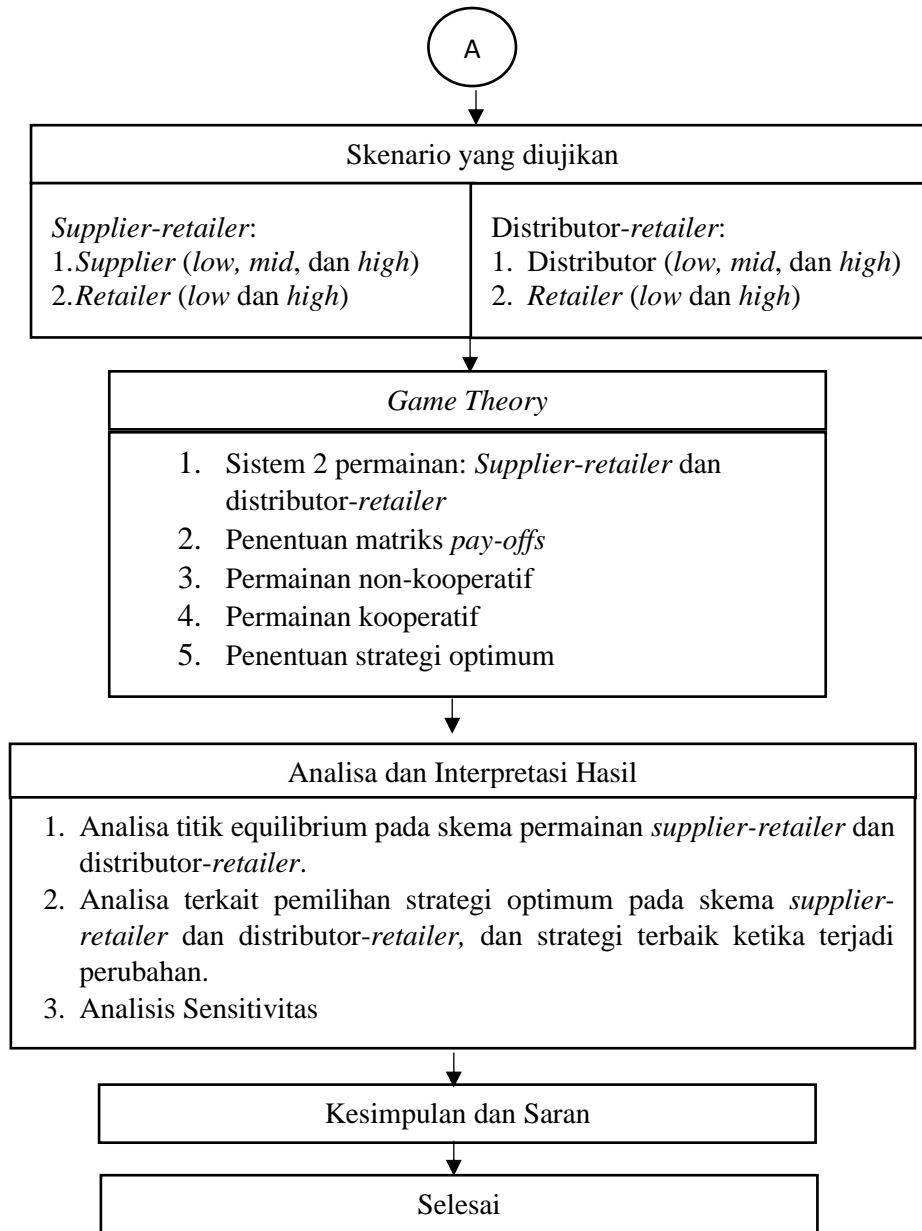 A
Skenario yang diujikan
Supplier-retailer:
1.Supplier (low, mid, dan high)
2.Retailer (low dan high)
Distributor-retailer:
1. Distributor (low, mid, dan high)
2. Retailer (low dan high)
Game Theory
1. Sistem 2 permainan: Supplier-retailer dan
distributor-retailer
2. Penentuan matriks pay-offs
3. Permainan non-kooperatif
4. Permainan kooperatif
5. Penentuan strategi optimum
Analisa dan Interpretasi Hasil
1. Analisa titik equilibrium pada skema permainan supplier-retailer dan
distributor-retailer.
2. Analisa terkait pemilihan strategi optimum pada skema supplier-
retailer dan distributor-retailer, dan strategi terbaik ketika terjadi
perubahan.
3. Analisis Sensitivitas
Kesimpulan dan Saran
Selesai